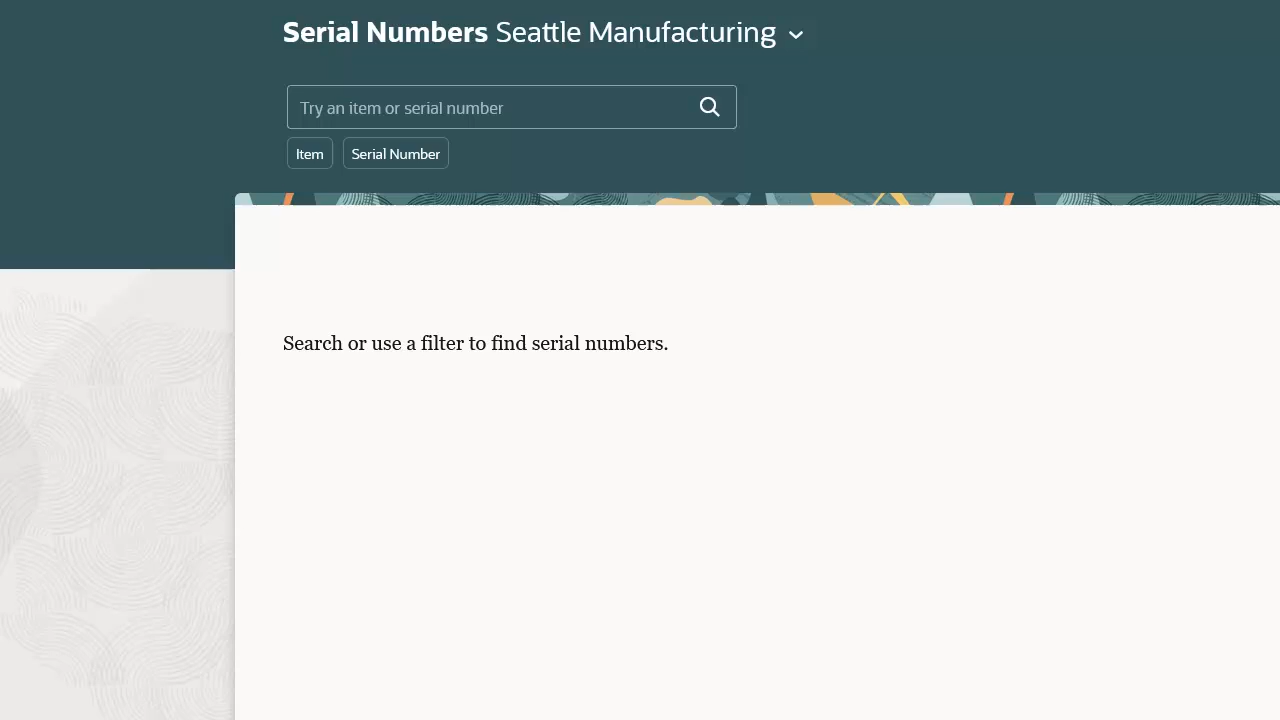 Serial Numbers Seattle Manufacturing
Try an item or serial number
Item
Serial Number
Search or use a filter to find serial numbers.